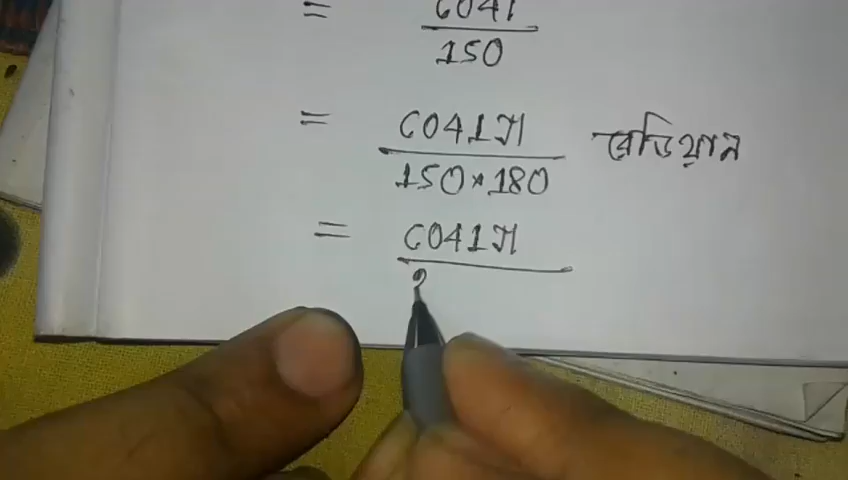 = 6041/150
= 6041π/150×180 রেডিয়ান
= 6041π/